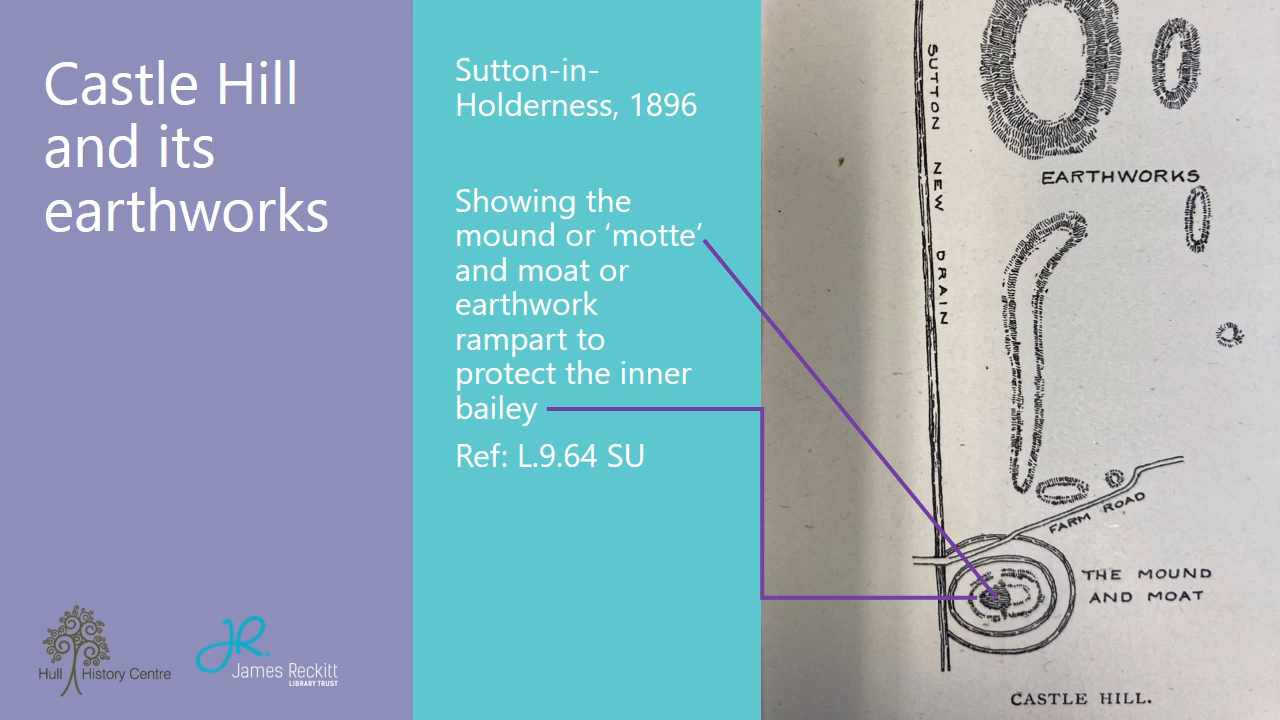 Castle Hill
and its
earthworks
Sutton-in-
Holderness, 1896
Showing the
mound or ‘motte’
and moat or
earthwork
rampart to
protect the inner
bailey
Ref: L.9.64 SU
Hull History Centre
JR.
James Reckitt
LIBRARY TRUST
SUTTON NEW DRAIN
EARTHWORKS
FARM ROAD
THE MOUND
AND MOAT
CASTLE HILL.